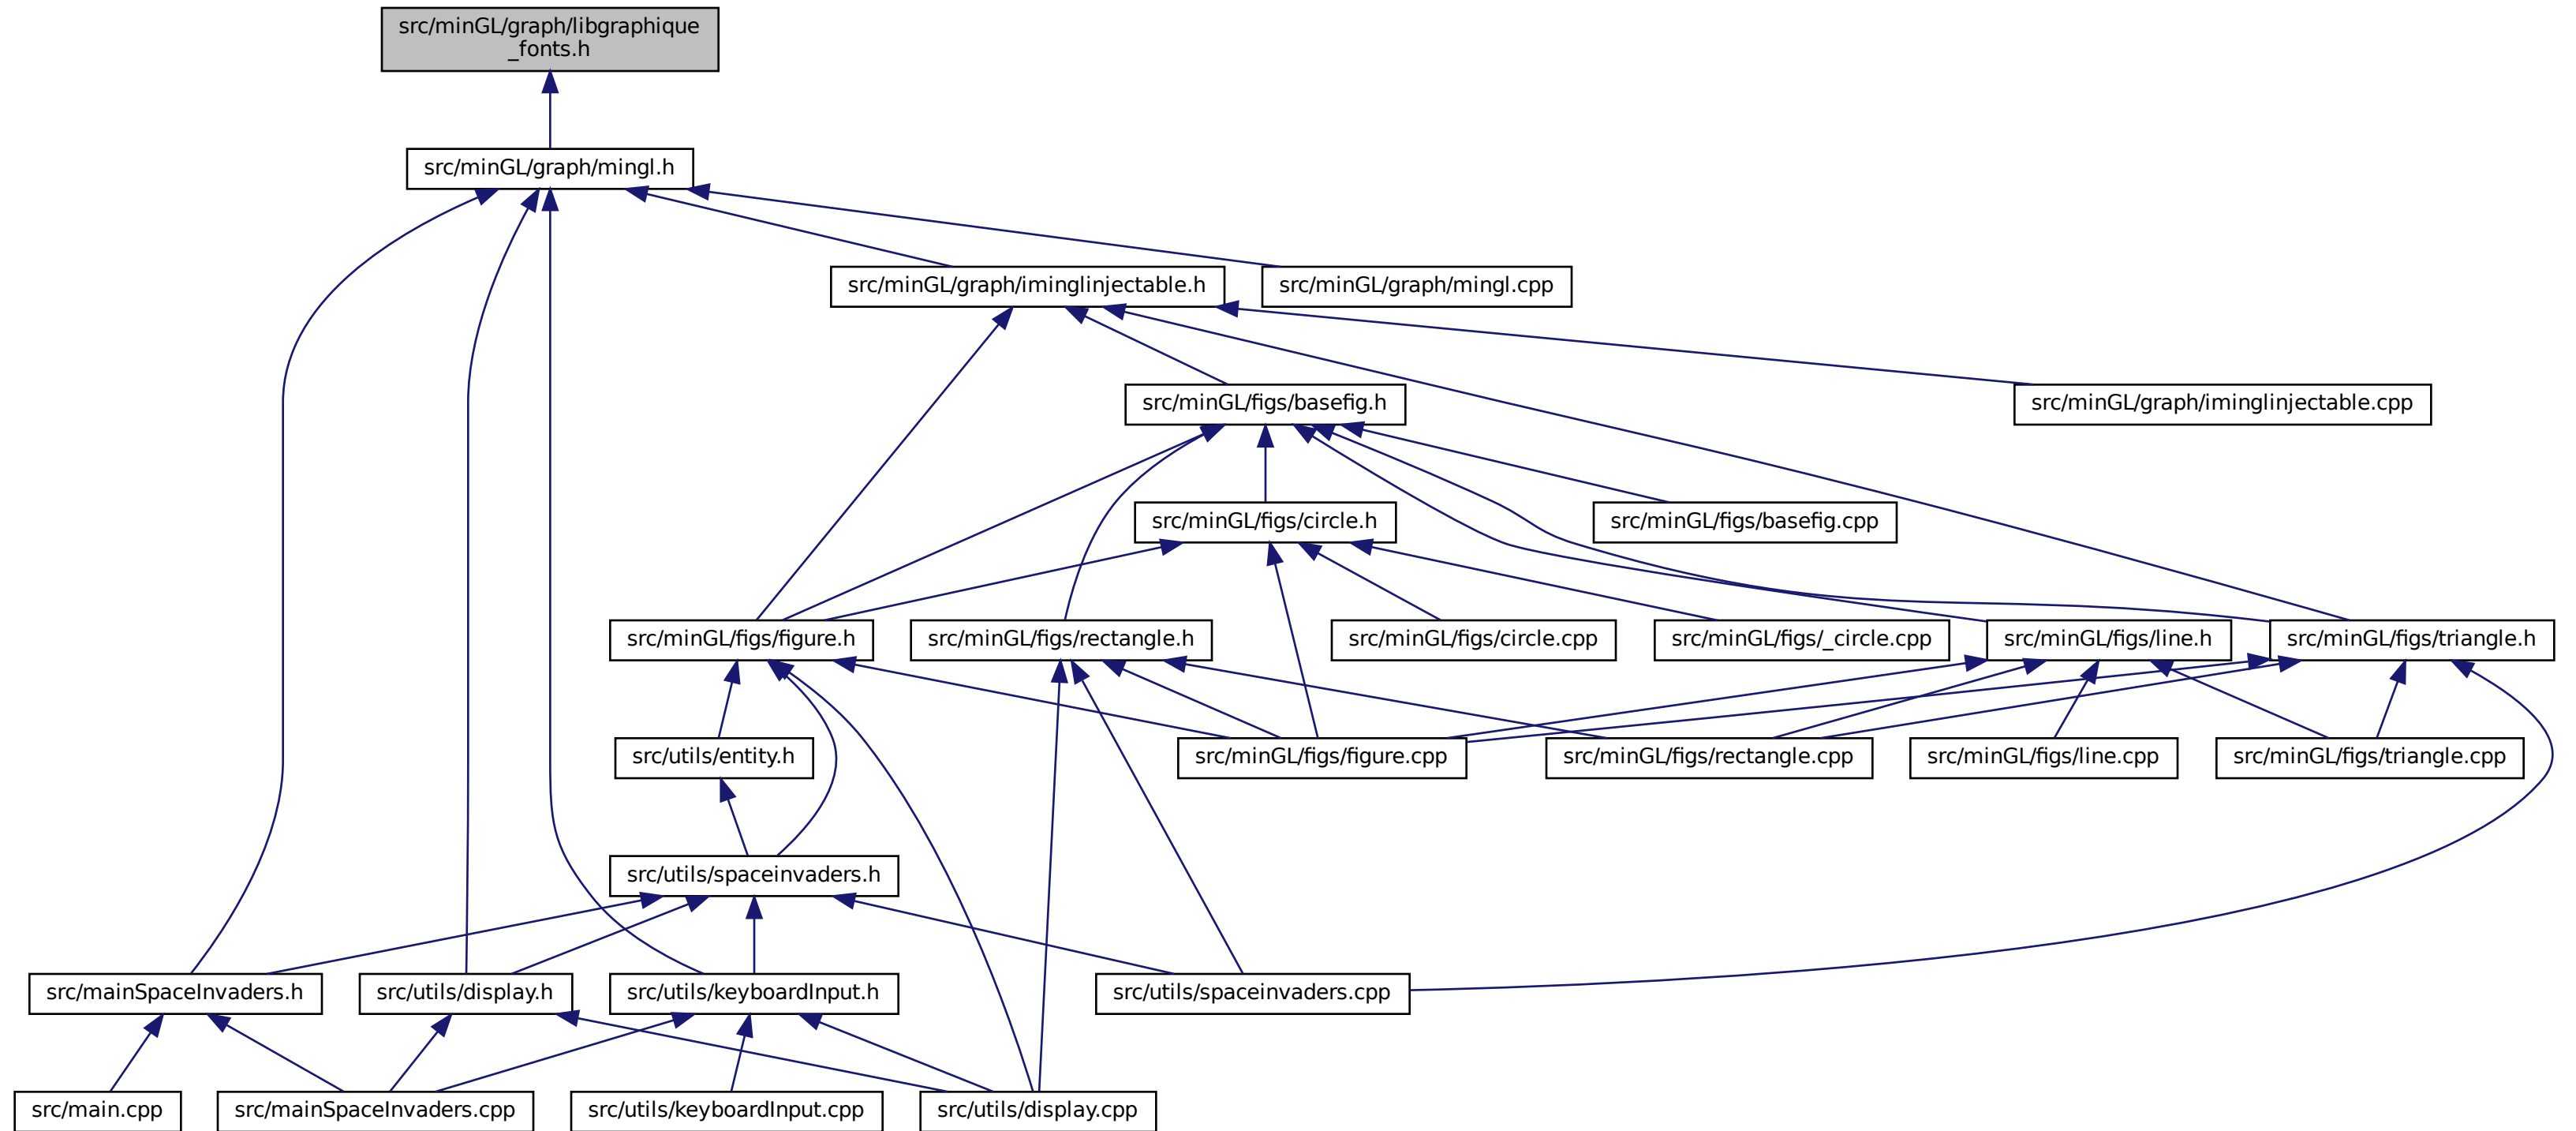 src/minGL/graph/libgraphique
_fonts.h
src/minGL/graph/mingl.h
src/minGL/graph/iminglinjectable.h
src/minGL/graph/mingl.cpp
src/minGL/figs/basefig.h
src/minGL/graph/iminglinjectable.cpp
src/minGL/figs/circle.h
src/minGL/figs/basefig.cpp
src/minGL/figs/figure.h
src/minGL/figs/rectangle.h
src/minGL/figs/circle.cpp
src/minGL/figs/_circle.cpp
src/minGL/figs/line.h
src/minGL/figs/triangle.h
src/utils/entity.h
src/minGL/figs/figure.cpp
src/minGL/figs/rectangle.cpp
src/minGL/figs/line.cpp
src/minGL/figs/triangle.cpp
src/utils/spaceinvaders.h
src/mainSpaceInvaders.h
src/utils/display.h
src/utils/keyboardInput.h
src/utils/spaceinvaders.cpp
src/main.cpp
src/mainSpaceInvaders.cpp
src/utils/keyboardInput.cpp
src/utils/display.cpp